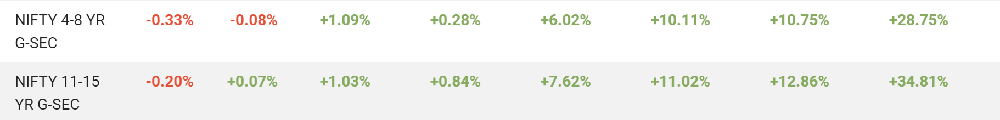 NIFTY 4-8 YR -0.33% -0.08% +1.09% +0.28% +6.02% +10.11% +10.75% +28.75%
G-SEC
NIFTY 11-15 -0.20% +0.07% +1.03% +0.84% +7.62% +11.02% +12.86% +34.81%
YR G-SEC